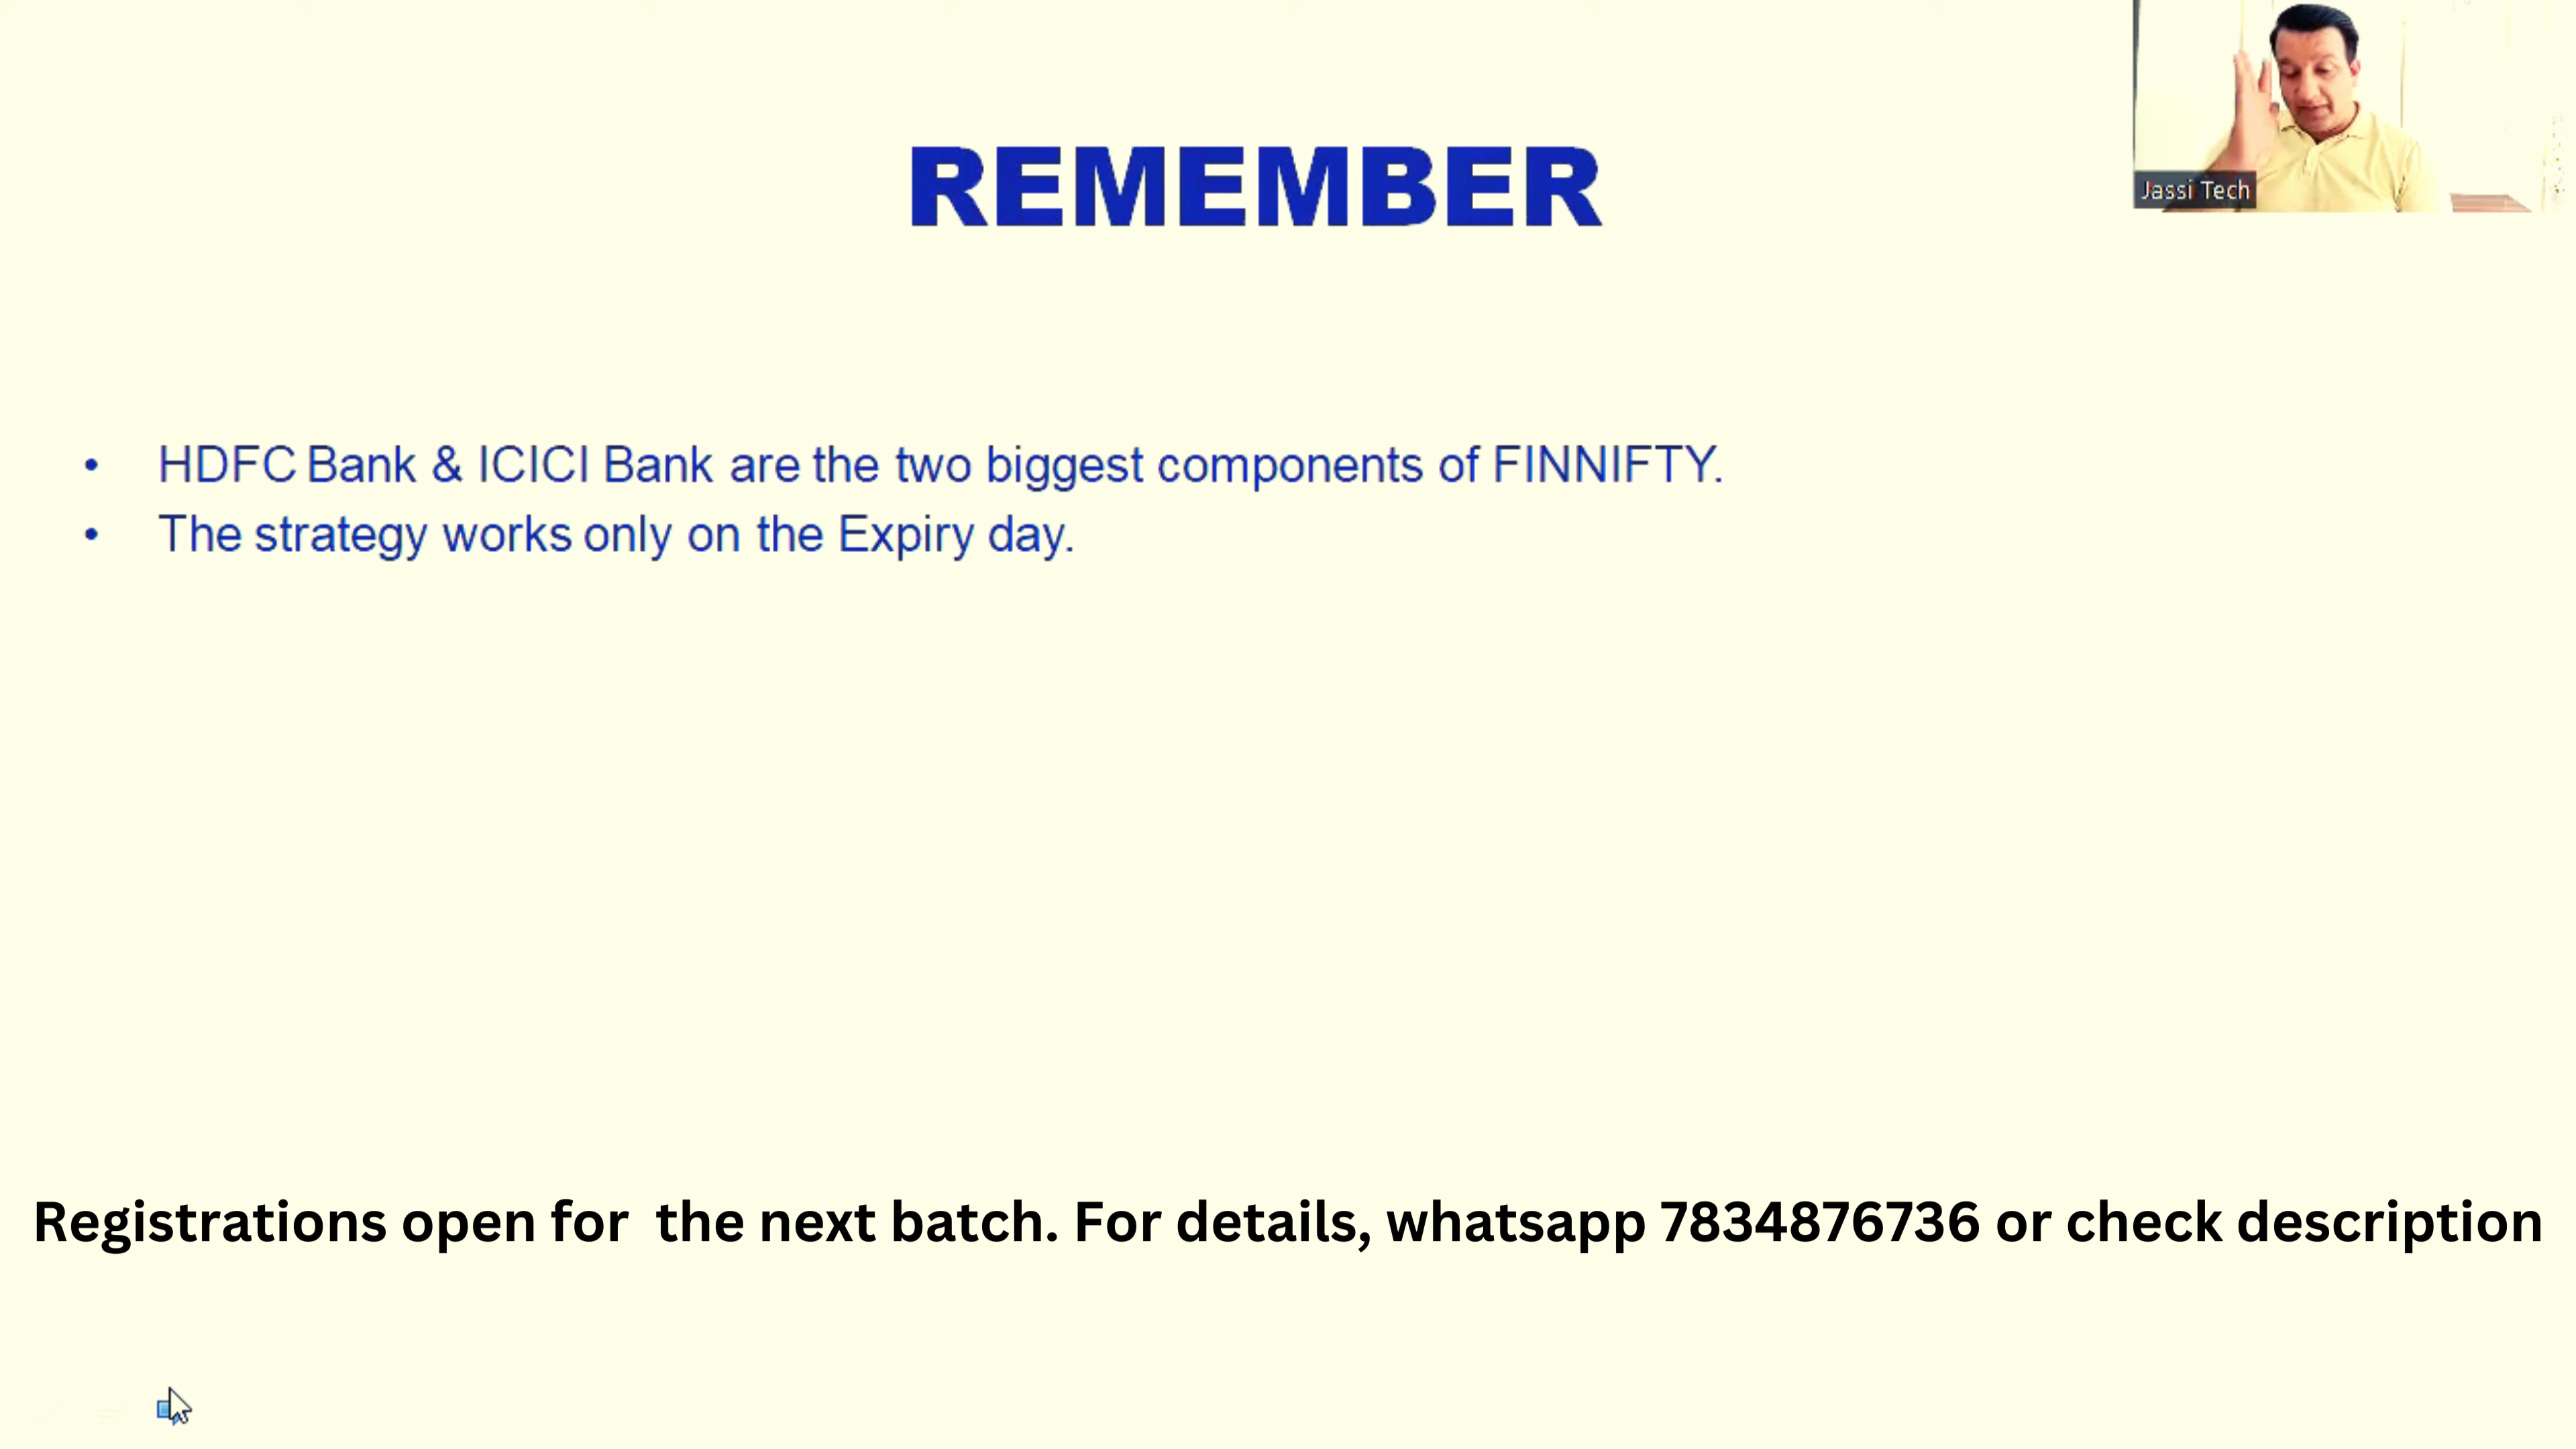 Jassi Tech
REMEMBER
• HDFC Bank & ICICI Bank are the two biggest components of FINNIFTY.
• The strategy works only on the Expiry day.
Registrations open for the next batch. For details, whatsapp 7834876736 or check description